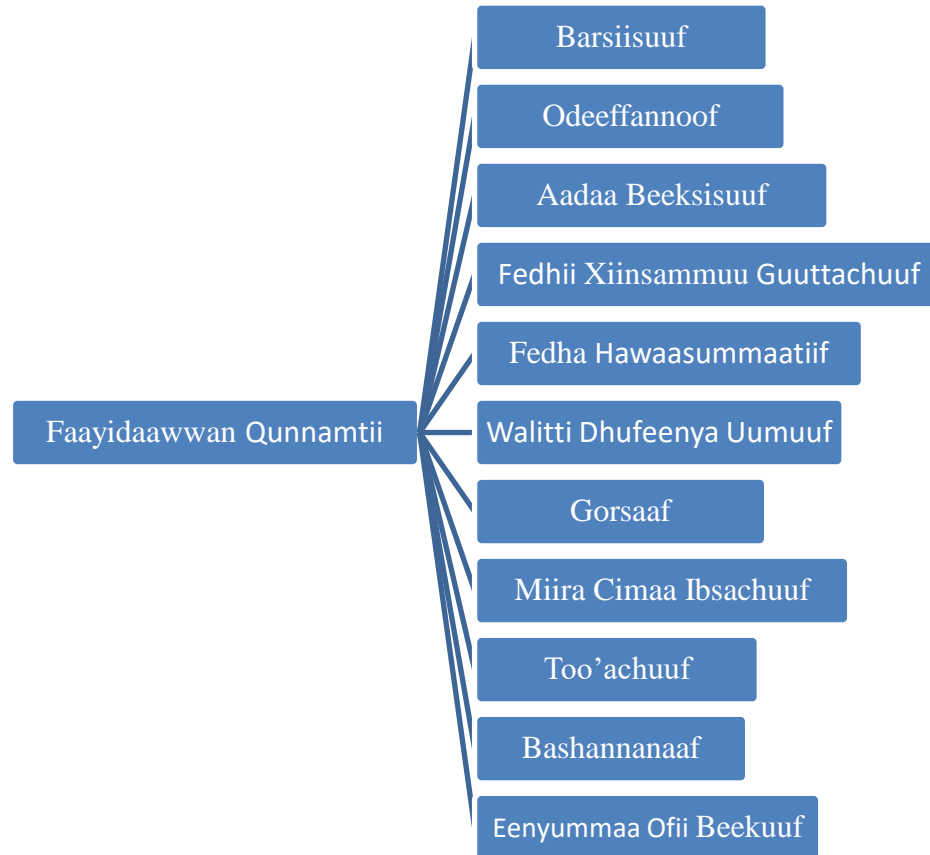 Barsiisuuf
Odeeffannoof
Aadaa Beeksisuuf
Fedhii Xiinsammuu Guuttachuuf
Fedha Hawaasummaatiif
Faayidaawwan Qunnamtii
Walitti Dhufeenya Uumuuf
Gorsaaf
Miira Cimaa Ibsachuuf
Too’achuuf
Bashannanaaf
Eenyummaa Ofii Beekuuf